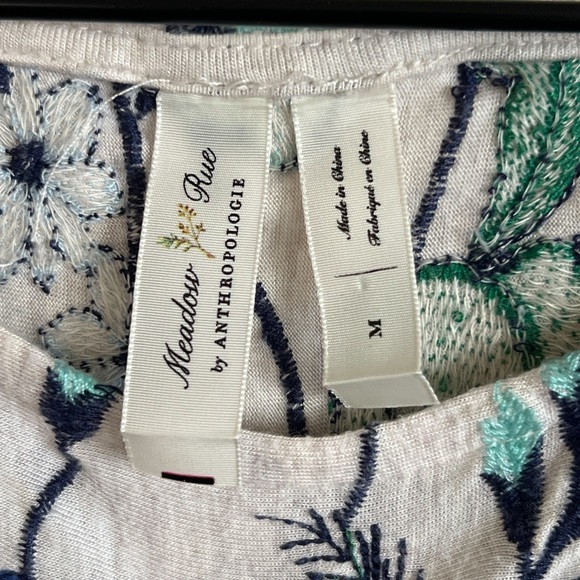 Meadow Rue
by ANTHROPOLOGIE
Made in China
Fabriqué en Chine
M